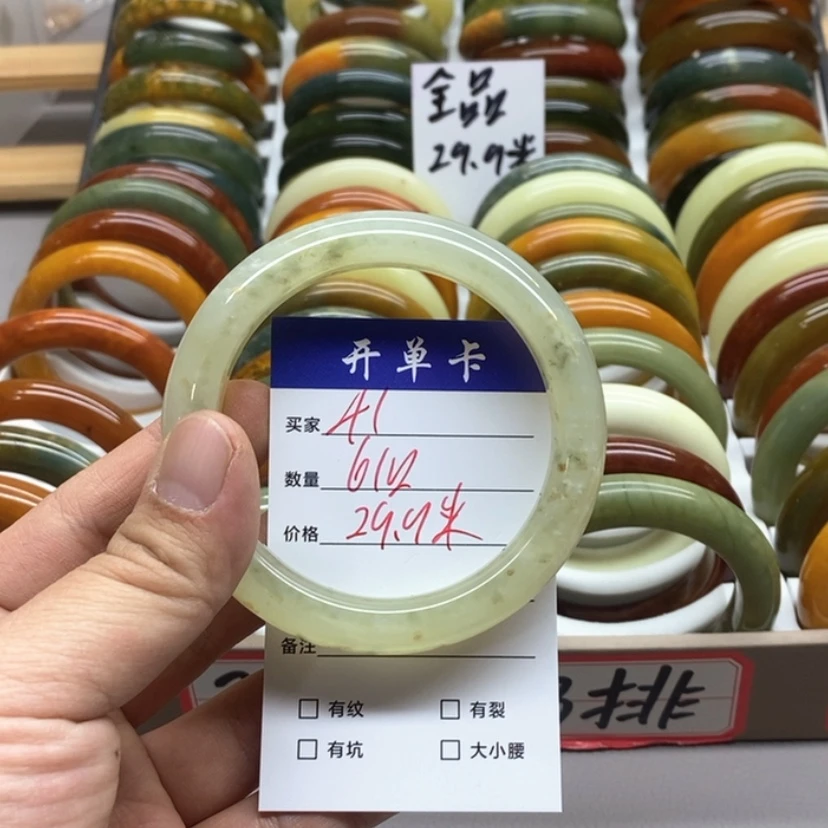 全品
29.9米
开单卡
买家 41
数量
价格 29.9米
备注
□ 有纹 □ 有裂
□ 有坑 □ 大小腰
排